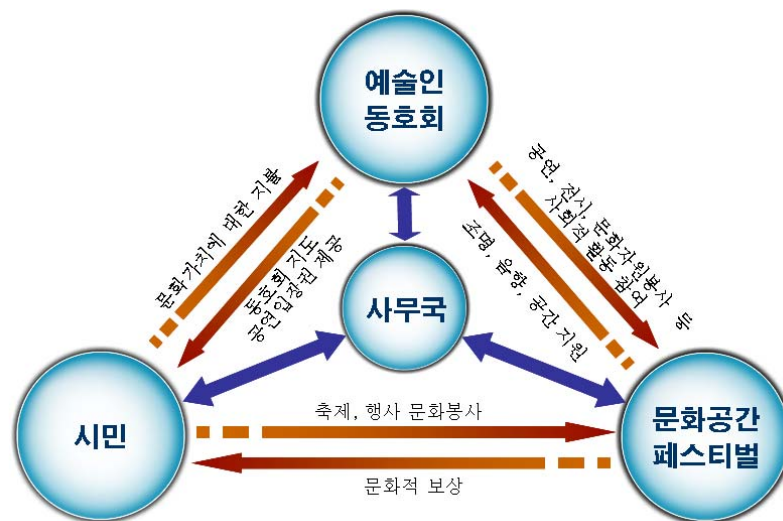 예술인
동호회
문화가치에 대한 지불
동호회 지도
공연입장권 제공
공연, 전시, 문화자원봉사 등
사회적 활동 참여
조명, 음향, 공간 지원
사무국
시민
축제, 행사 문화봉사
문화적 보상
문화공간
페스티벌